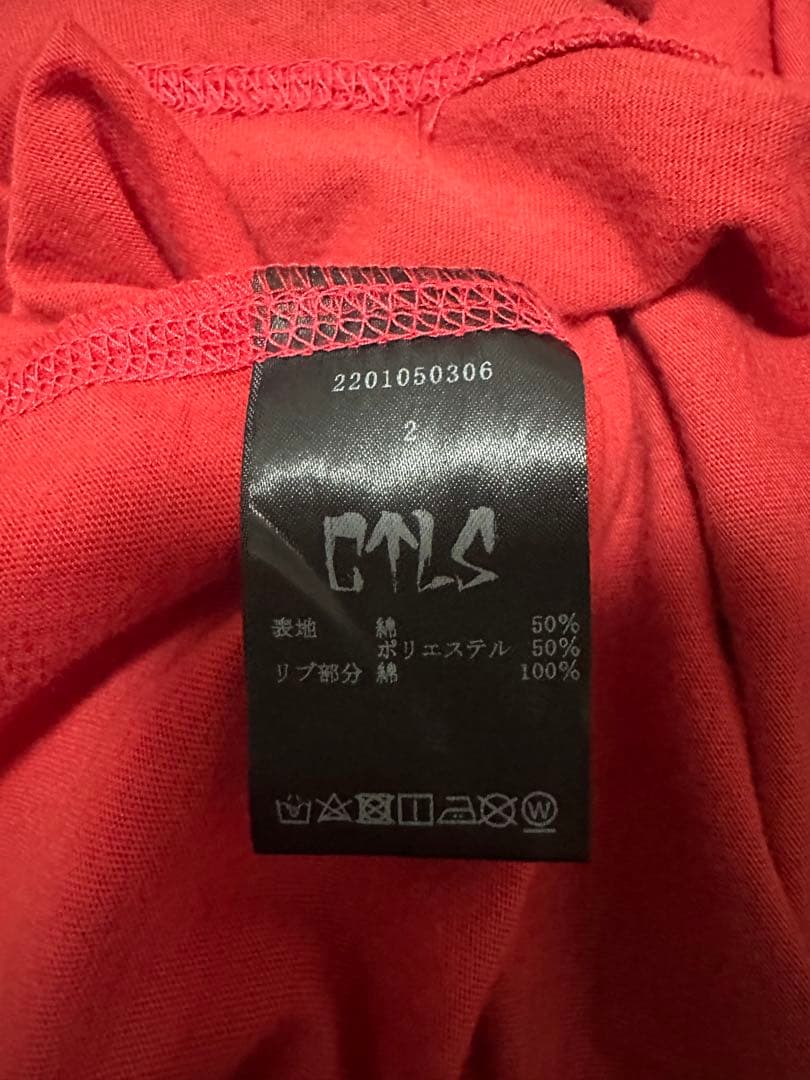 2201050306
2
CTLS
表地 綿 50%
ポリエステル 50%
リブ部分 綿 100%
W